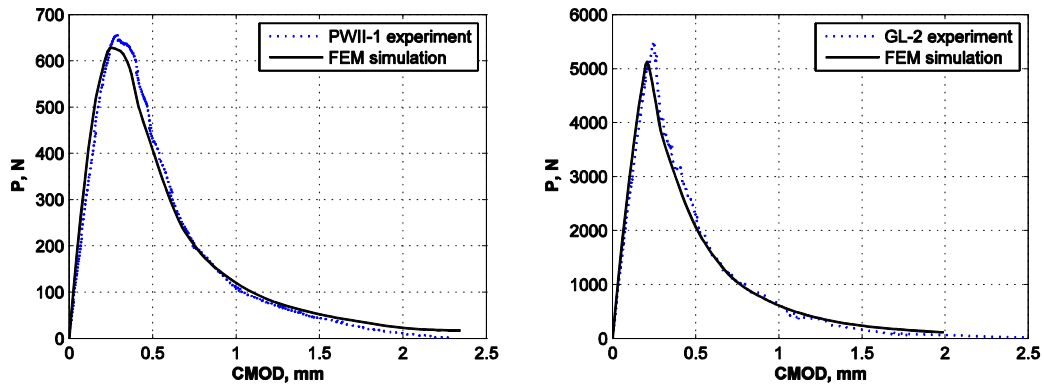 700
600
500
400
300
200
100
0
P, N
0 0.5 1 1.5 2 2.5
CMOD, mm
PWII-1 experiment
FEM simulation
6000
5000
4000
3000
2000
1000
0
P, N
0 0.5 1 1.5 2 2.5
CMOD, mm
GL-2 experiment
FEM simulation